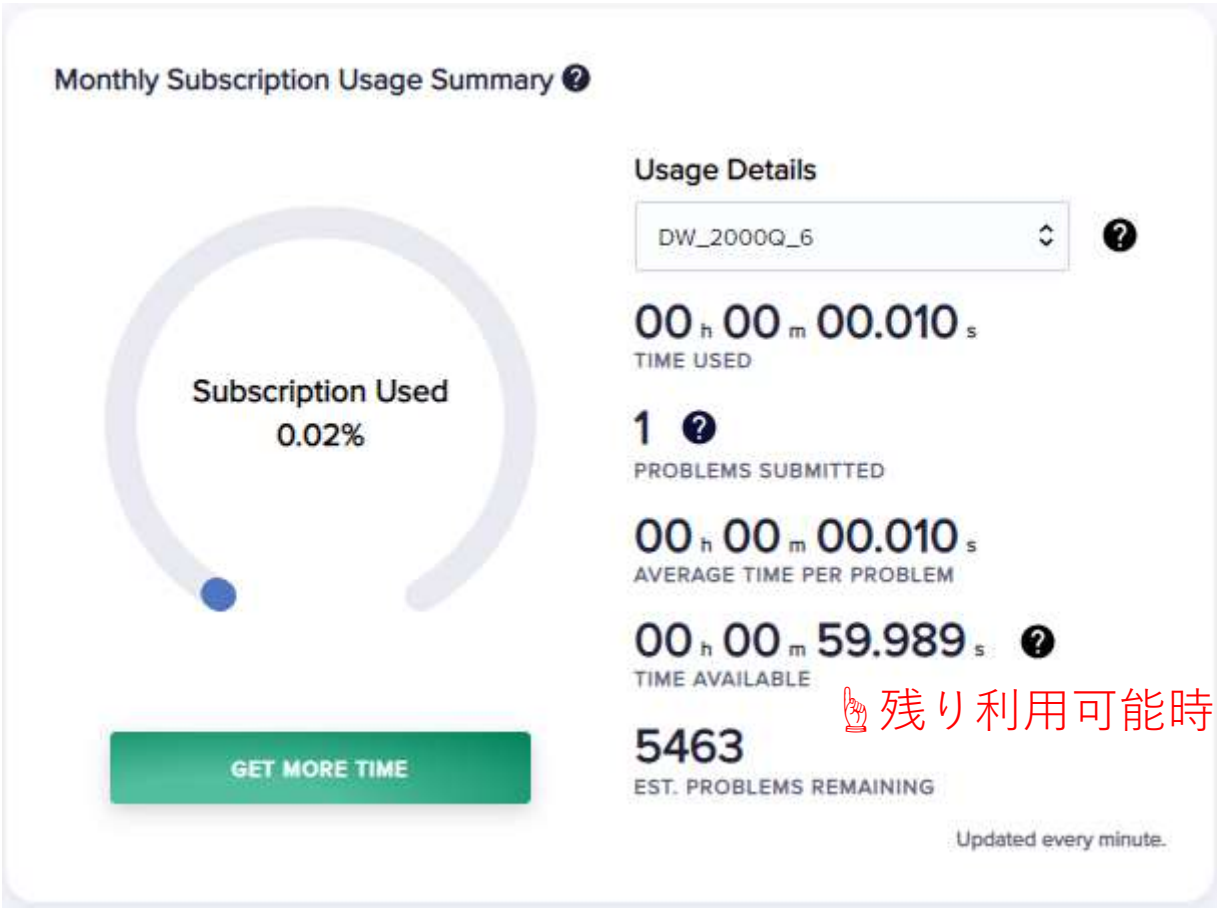 Monthly Subscription Usage Summary ?
Subscription Used
0.02%
GET MORE TIME
Usage Details
DW_2000Q_6 ?
00 h 00 m 00.010 s
TIME USED
1 ?
PROBLEMS SUBMITTED
00 h 00 m 00.010 s
AVERAGE TIME PER PROBLEM
00 h 00 m 59.989 s ?
TIME AVAILABLE
☝残り利用可能時
5463
EST. PROBLEMS REMAINING
Updated every minute.